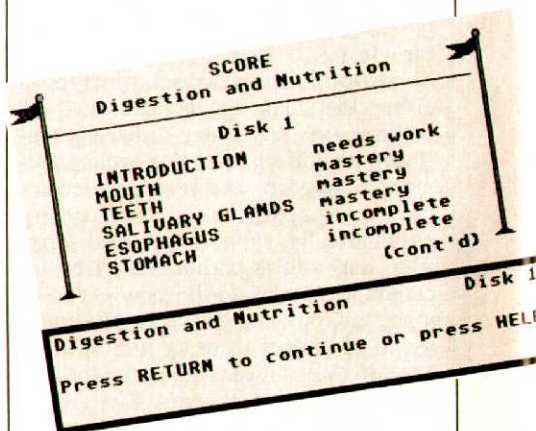 SCORE
Digestion and Nutrition
Disk 1
INTRODUCTION needs work
MOUTH mastery
TEETH mastery
SALIVARY GLANDS mastery
ESOPHAGUS incomplete
STOMACH incomplete
(cont'd)
Digestion and Nutrition Disk 1
Press RETURN to continue or press HEL